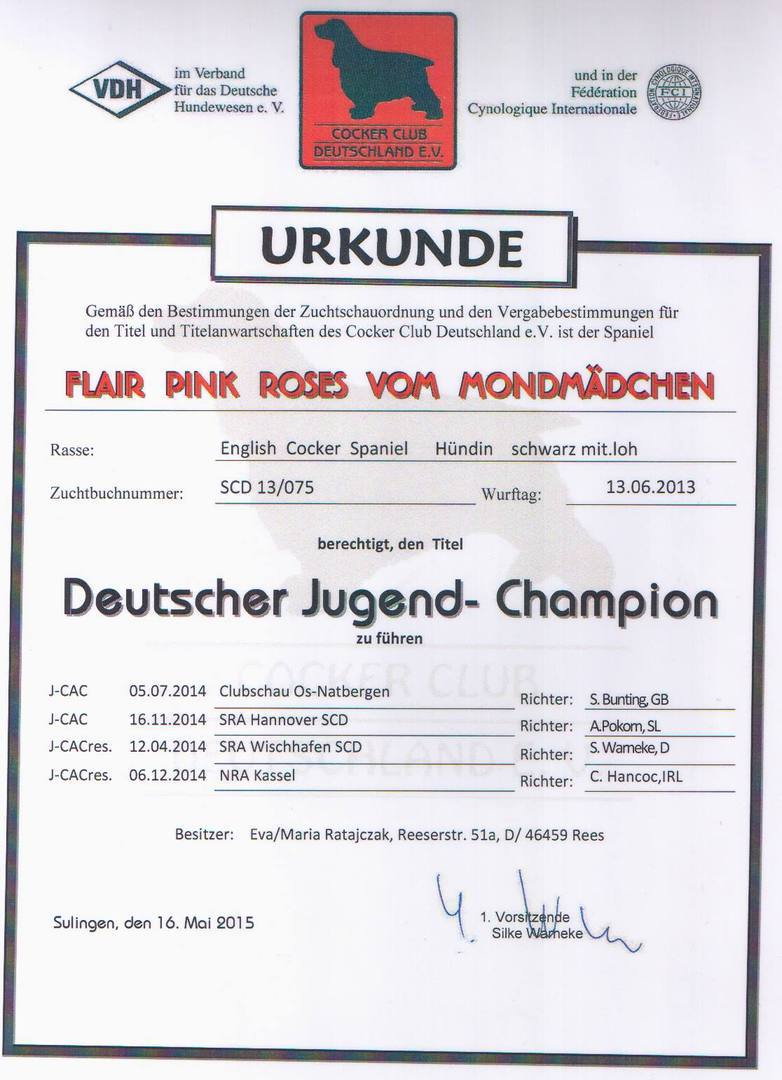 VDH
im Verband
für das Deutsche
Hundewesen e. V.
COCKER CLUB
DEUTSCHLAND E.V.
und in der
Fédération
Cynologique Internationale
FEDERATION CYNOLOGIQUE INTERNATIONALE
FCI
URKUNDE
Gemäß den Bestimmungen der Zuchtschauordnung und den Vergabebestimmungen für
den Titel und Titelanwartschaften des Cocker Club Deutschland e.V. ist der Spaniel
FLAIR PINK ROSES VOM MONDMÄDCHEN
Rasse: English Cocker Spaniel Hündin schwarz mit.loh
Zuchtbuchnummer: SCD 13/075 Wurftag: 13.06.2013
berechtigt, den Titel
Deutscher Jugend- Champion
zu führen
J-CAC 05.07.2014 Clubschau Os-Natbergen Richter: S. Bunting, GB
J-CAC 16.11.2014 SRA Hannover SCD Richter: A.Pokorn, SL
J-CACres. 12.04.2014 SRA Wischhafen SCD Richter: S. Warneke, D
J-CACres. 06.12.2014 NRA Kassel Richter: C. Hancoc,IRL
COCKER CLUB
DEUTSCHLAND E.V.
Besitzer: Eva/Maria Ratajczak, Reeserstr. 51a, D/ 46459 Rees
Sulingen, den 16. Mai 2015
1. Vorsitzende
Silke Warneke